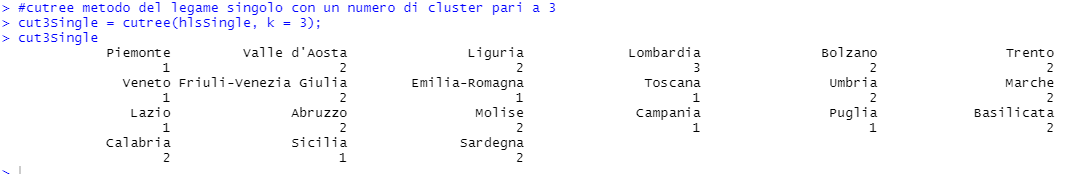 > #cutree metodo del legame singolo con un numero di cluster pari a 3
> cut3Single = cutree(hlsSingle, k = 3);
> cut3Single
Piemonte Valle d'Aosta Liguria Lombardia Bolzano Trento
1 2 2 3 2 2
Veneto Friuli-Venezia Giulia Emilia-Romagna Toscana Umbria Marche
1 2 1 1 2 2
Lazio Abruzzo Molise Campania Puglia Basilicata
1 2 2 1 1 2
Calabria Sicilia Sardegna
2 1 2
>